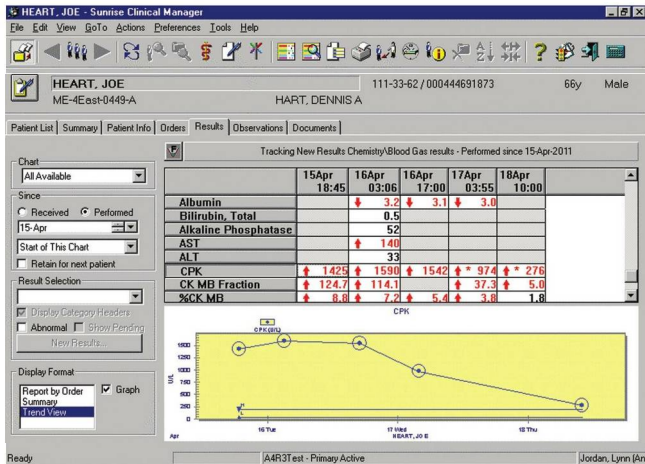 HEART, JOE - Sunrise Clinical Manager
File Edit View GoTo Actions Preferences Tools Help
HEART, JOE 111-33-62 / 000444691873 66y Male
ME-4East-0449-A HART, DENNIS A
Patient List Summary Patient Info Orders Results Observations Documents
Tracking New Results Chemistry\Blood Gas results - Performed since 15-Apr-2011
Chart
All Available
Since
Received Performed
15-Apr
Start of This Chart
Retain for next patient
Result Selection
Display Category Headers
Abnormal Show Pending
New Results...
Display Format
Report by Order
Summary
Trend View
Graph
15Apr 16Apr 16Apr 17Apr 18Apr
18:45 03:06 17:00 03:55 10:00
Albumin 3.2 3.1 3.0
Bilirubin, Total 0.5
Alkaline Phosphatase 52
AST 140
ALT 33
CPK 1425 1590 1542 * 974 * 276
CK MB Fraction 124.7 114.1 37.3 5.0
%CK MB 8.8 7.2 5.4 3.8 1.8
CPK
CPK(U/L)
1500
1250
1000
750
500
250
0
U/L
H
L
16 Tue 17 Wed 18 Thu
Apr HEART, JOE
Ready A4R3Test - Primary Active Jordan, Lynn (An